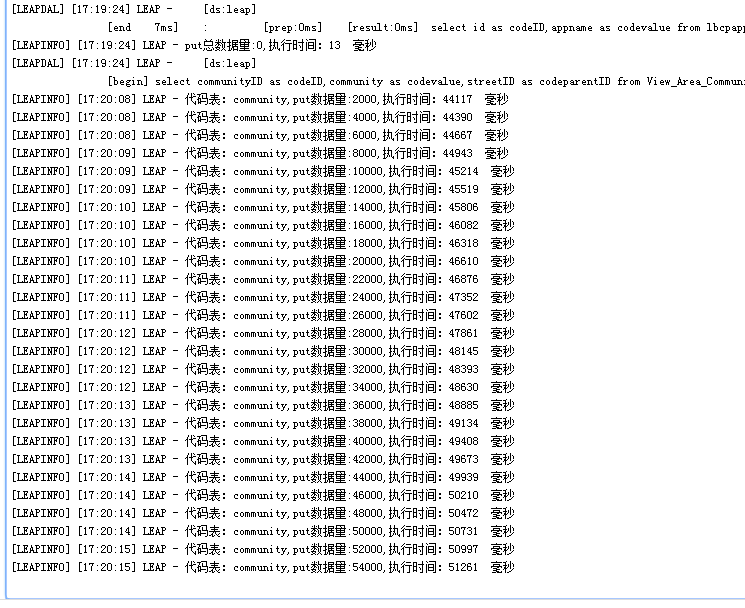 [LEAPDAL] [17:19:24] LEAP - [ds:leap]
[end 7ms] : [prep:0ms] [result:0ms] select id as codeID,appname as codevalue from lbcpapp
[LEAPINFO] [17:19:24] LEAP - put总数据量:0,执行时间: 13 毫秒
[LEAPDAL] [17:19:24] LEAP - [ds:leap]
[begin] select communityID as codeID,community as codevalue,streetID as codeparentID from View_Area_Commun
[LEAPINFO] [17:20:08] LEAP - 代码表: community,put数据量:2000,执行时间: 44117 毫秒
[LEAPINFO] [17:20:08] LEAP - 代码表: community,put数据量:4000,执行时间: 44390 毫秒
[LEAPINFO] [17:20:08] LEAP - 代码表: community,put数据量:6000,执行时间: 44667 毫秒
[LEAPINFO] [17:20:09] LEAP - 代码表: community,put数据量:8000,执行时间: 44943 毫秒
[LEAPINFO] [17:20:09] LEAP - 代码表: community,put数据量:10000,执行时间: 45214 毫秒
[LEAPINFO] [17:20:09] LEAP - 代码表: community,put数据量:12000,执行时间: 45519 毫秒
[LEAPINFO] [17:20:10] LEAP - 代码表: community,put数据量:14000,执行时间: 45806 毫秒
[LEAPINFO] [17:20:10] LEAP - 代码表: community,put数据量:16000,执行时间: 46082 毫秒
[LEAPINFO] [17:20:10] LEAP - 代码表: community,put数据量:18000,执行时间: 46318 毫秒
[LEAPINFO] [17:20:10] LEAP - 代码表: community,put数据量:20000,执行时间: 46610 毫秒
[LEAPINFO] [17:20:11] LEAP - 代码表: community,put数据量:22000,执行时间: 46876 毫秒
[LEAPINFO] [17:20:11] LEAP - 代码表: community,put数据量:24000,执行时间: 47352 毫秒
[LEAPINFO] [17:20:11] LEAP - 代码表: community,put数据量:26000,执行时间: 47602 毫秒
[LEAPINFO] [17:20:12] LEAP - 代码表: community,put数据量:28000,执行时间: 47861 毫秒
[LEAPINFO] [17:20:12] LEAP - 代码表: community,put数据量:30000,执行时间: 48145 毫秒
[LEAPINFO] [17:20:12] LEAP - 代码表: community,put数据量:32000,执行时间: 48393 毫秒
[LEAPINFO] [17:20:12] LEAP - 代码表: community,put数据量:34000,执行时间: 48630 毫秒
[LEAPINFO] [17:20:13] LEAP - 代码表: community,put数据量:36000,执行时间: 48885 毫秒
[LEAPINFO] [17:20:13] LEAP - 代码表: community,put数据量:38000,执行时间: 49134 毫秒
[LEAPINFO] [17:20:13] LEAP - 代码表: community,put数据量:40000,执行时间: 49408 毫秒
[LEAPINFO] [17:20:13] LEAP - 代码表: community,put数据量:42000,执行时间: 49673 毫秒
[LEAPINFO] [17:20:14] LEAP - 代码表: community,put数据量:44000,执行时间: 49939 毫秒
[LEAPINFO] [17:20:14] LEAP - 代码表: community,put数据量:46000,执行时间: 50210 毫秒
[LEAPINFO] [17:20:14] LEAP - 代码表: community,put数据量:48000,执行时间: 50472 毫秒
[LEAPINFO] [17:20:14] LEAP - 代码表: community,put数据量:50000,执行时间: 50731 毫秒
[LEAPINFO] [17:20:15] LEAP - 代码表: community,put数据量:52000,执行时间: 50997 毫秒
[LEAPINFO] [17:20:15] LEAP - 代码表: community,put数据量:54000,执行时间: 51261 毫秒